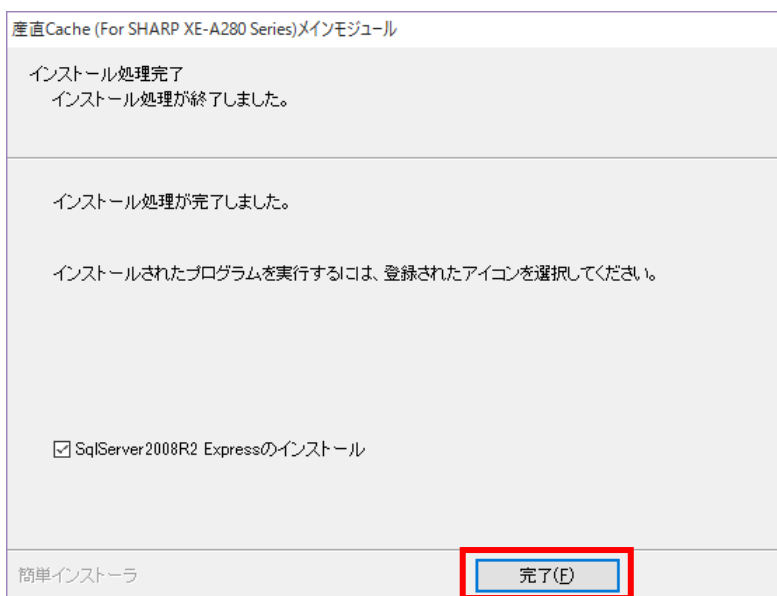 産直Cache (For SHARP XE-A280 Series)メインモジュール
インストール処理完了
インストール処理が終了しました。
インストール処理が完了しました。
インストールされたプログラムを実行するには、登録されたアイコンを選択してください。
SqlServer2008R2 Expressのインストール
簡単インストーラ
完了(F)